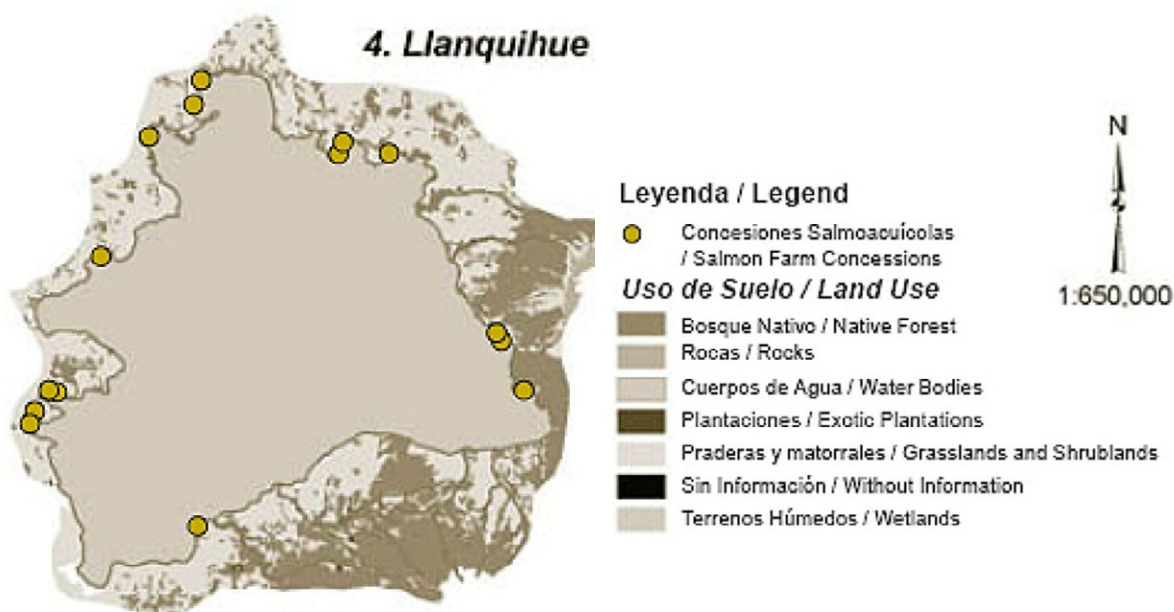 4. Llanquihue
N
1:650,000
Leyenda / Legend
Concesiones Salmoacuícolas
/ Salmon Farm Concessions
Uso de Suelo / Land Use
Bosque Nativo / Native Forest
Rocas / Rocks
Cuerpos de Agua / Water Bodies
Plantaciones / Exotic Plantations
Praderas y matorrales / Grasslands and Shrublands
Sin Información / Without Information
Terrenos Húmedos / Wetlands